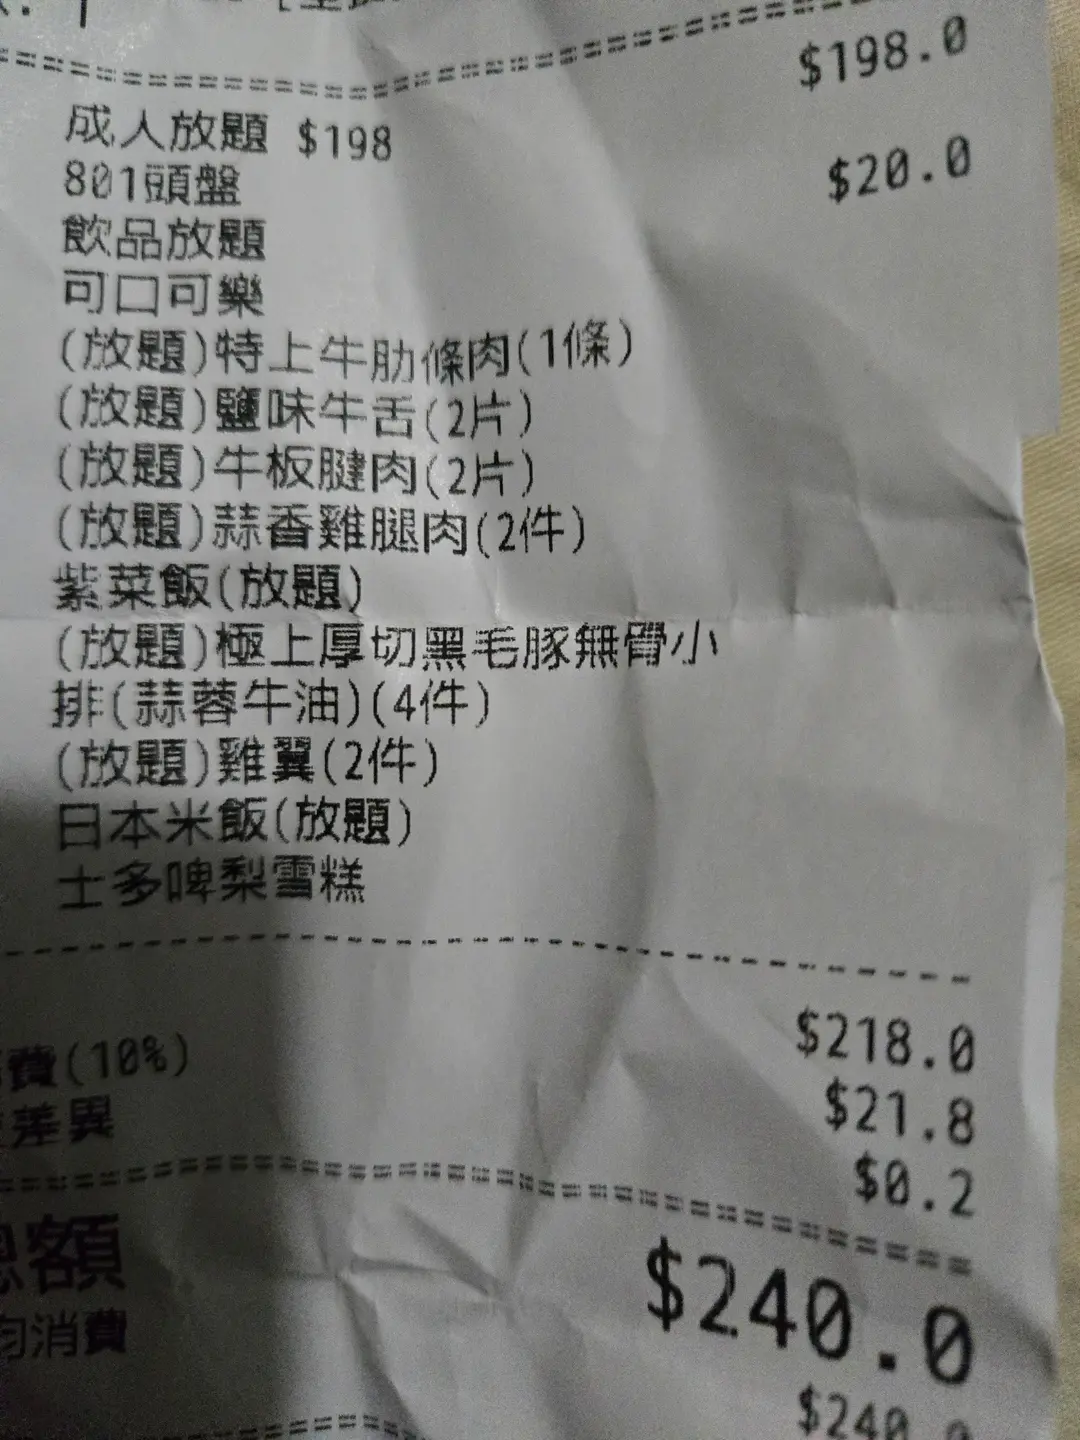 $198.0
成人放題 $198
801頭盤
$20.0
飲品放題
可口可樂
(放題)特上牛肋條肉(1條)
(放題)鹽味牛舌(2片)
(放題)牛板腱肉(2片)
(放題)蒜香雞腿肉(2件)
紫菜飯(放題)
(放題)極上厚切黑毛豚無骨小
排(蒜蓉牛油)(4件)
(放題)雞翼(2件)
日本米飯(放題)
士多啤梨雪糕
$218.0
費(10%) $21.8
差異 $0.2
總額 $240.0
均消費 $240.0